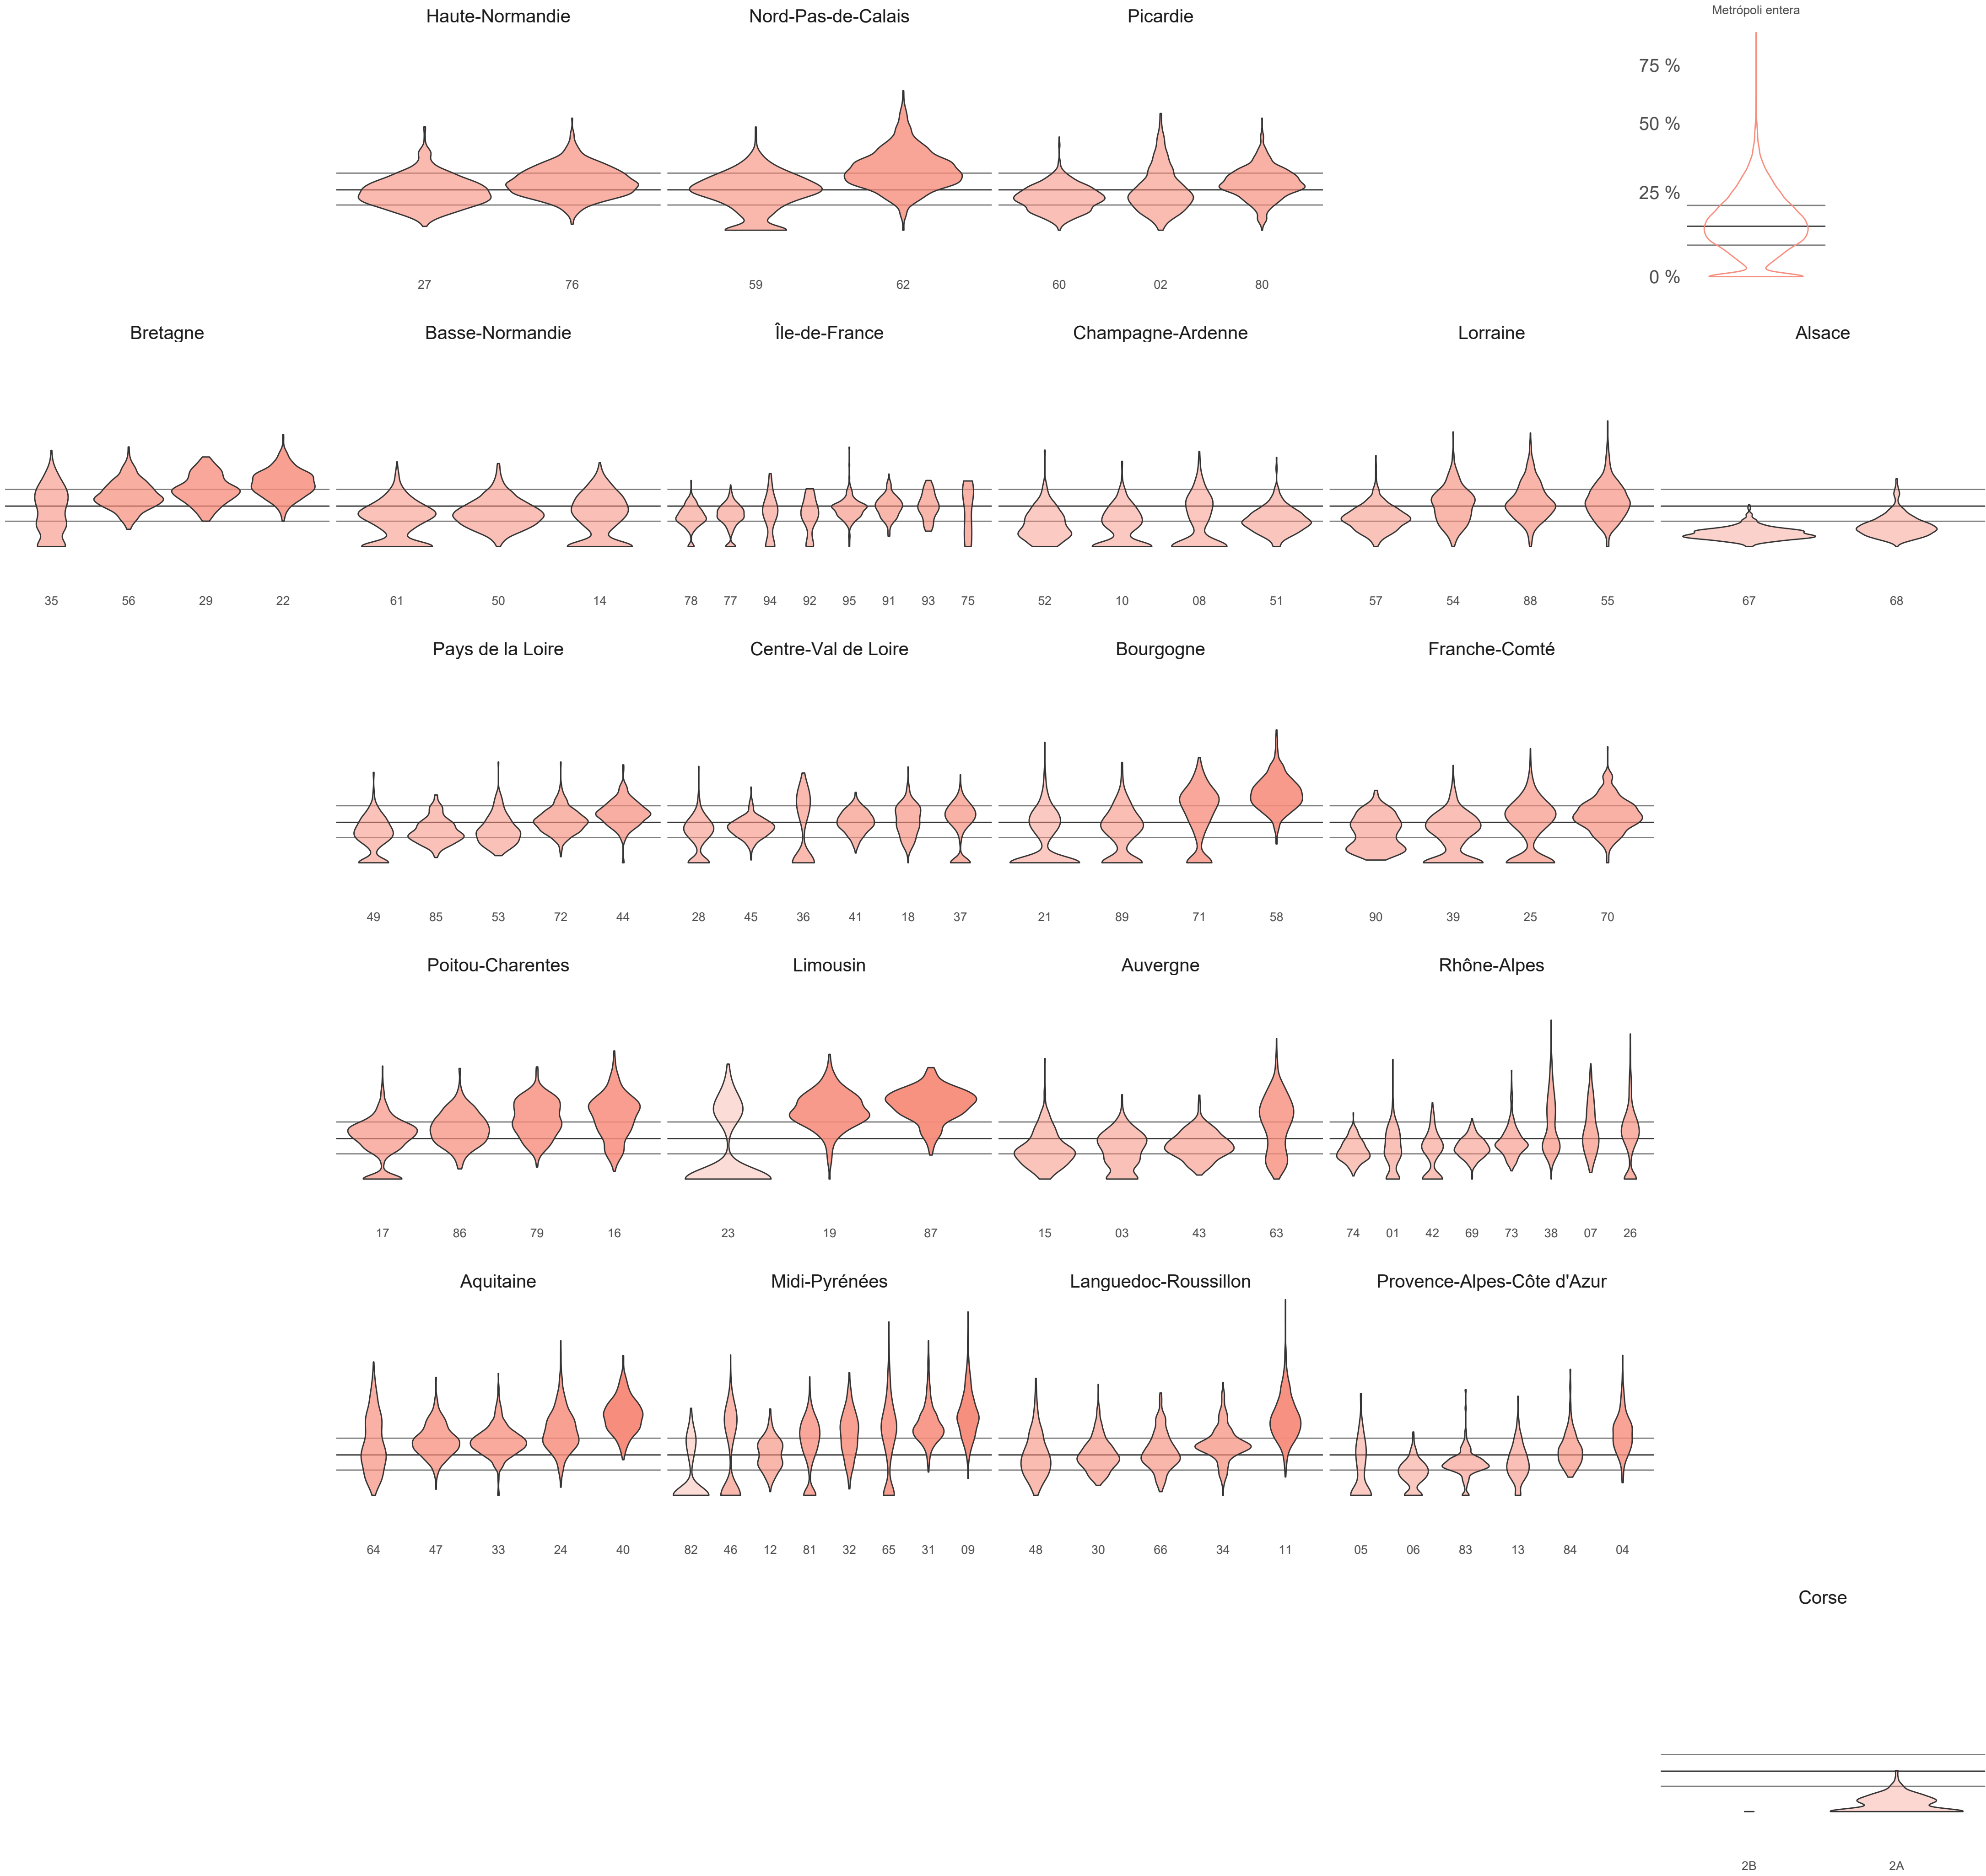 Haute-Normandie Nord-Pas-de-Calais Picardie Metrópoli entera
75 %
50 %
25 %
0 %
27 76 59 62 60 02 80
Bretagne Basse-Normandie Île-de-France Champagne-Ardenne Lorraine Alsace
35 56 29 22 61 50 14 78 77 94 92 95 91 93 75 52 10 08 51 57 54 88 55 67 68
Pays de la Loire Centre-Val de Loire Bourgogne Franche-Comté
49 85 53 72 44 28 45 36 41 18 37 21 89 71 58 90 39 25 70
Poitou-Charentes Limousin Auvergne Rhône-Alpes
17 86 79 16 23 19 87 15 03 43 63 74 01 42 69 73 38 07 26
Aquitaine Midi-Pyrénées Languedoc-Roussillon Provence-Alpes-Côte d'Azur
64 47 33 24 40 82 46 12 81 32 65 31 09 48 30 66 34 11 05 06 83 13 84 04
Corse
2B 2A